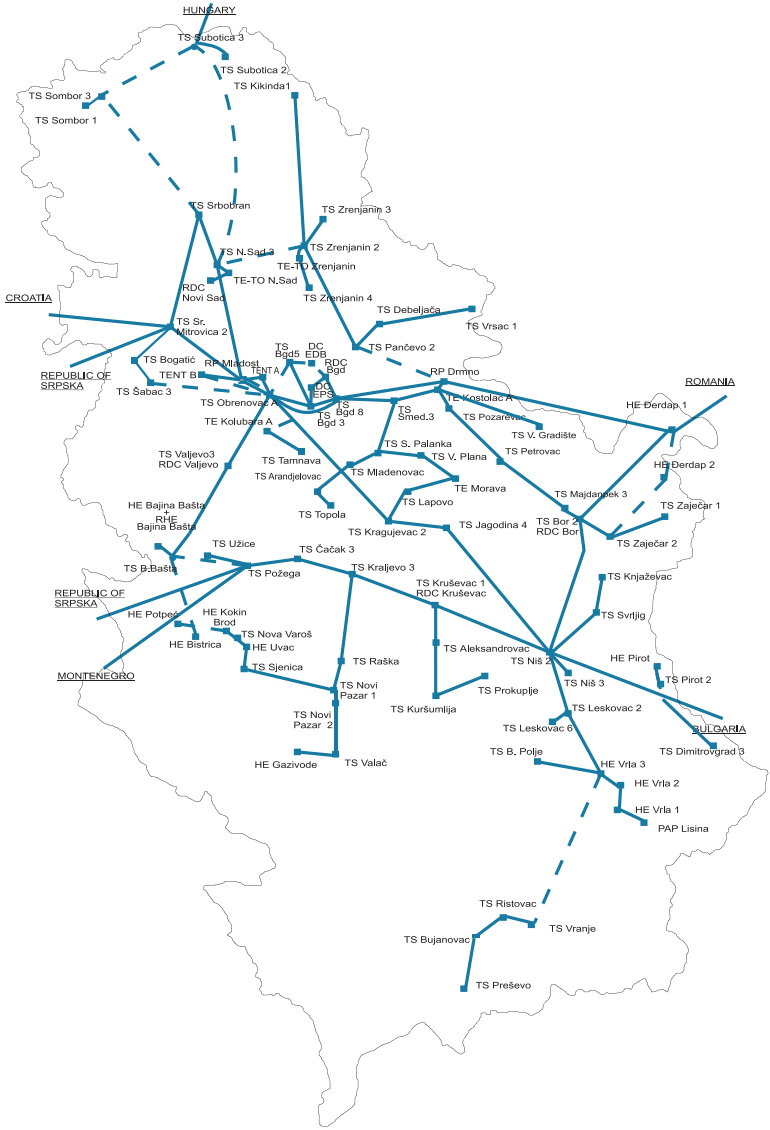 HUNGARY
TS Subotica 3
TS Subotica 2
TS Kikinda1
TS Sombor 3
TS Sombor 1
TS Srbobran
TS Zrenjanin 3
TS N.Sad 3
TS Zrenjanin 2
TE-TO Zrenjanin
TE-TO N.Sad
RDC
Novi Sad
TS Zrenjanin 4
CROATIA
TS Debeljača
TS Vrsac 1
TS Sr.
Mitrovica 2
TS Pančevo 2
TS Bogatić
RP Mladost
TS
Bgd5
DC
EDB
RDC
Bgd
REPUBLIC OF
SRPSKA
TENT B
TENT A
RP Drmno
ROMANIA
TS Šabac 3
TS Obrenovac A
DC
EPS
TE Kostolac A
HE Đerdap 1
TE Kolubara A
TS
Bgd 3
TS
Bgd 8
TS
Smed.3
TS Pozarevac
TS V. Gradište
TS Petrovac
TS Valjevo3
RDC Valjevo
TS Tamnava
TS S. Palanka
TS V. Plana
HE Đerdap 2
TS Arandjelovac
TS Mladenovac
TE Morava
TS Lapovo
TS Topola
TS Majdanpek 3
TS Zaječar 1
HE Bajina Bašta
+
RHE
Bajina Bašta
TS Kragujevac 2
TS Jagodina 4
TS Bor 2
RDC Bor
TS Zaječar 2
TS B.Bašta
TS Užice
TS Čačak 3
TS Požega
TS Kraljevo 3
TS Kruševac 1
RDC Kruševac
TS Knjaževac
REPUBLIC OF
SRPSKA
HE Potpeć
HE Kokin
Brod
TS Svrljig
TS Nova Varoš
HE Bistrica
HE Uvac
TS Aleksandrovac
TS Niš 2
HE Pirot
MONTENEGRO
TS Sjenica
TS Raška
TS Niš 3
TS Pirot 2
TS Novi
Pazar 1
TS Prokuplje
TS Kuršumlija
TS Leskovac 2
TS Novi
Pazar 2
TS Leskovac 6
BULGARIA
TS Dimitrovgrad 3
HE Gazivode
TS Valač
TS B. Polje
HE Vrla 3
HE Vrla 2
HE Vrla 1
PAP Lisina
TS Ristovac
TS Vranje
TS Bujanovac
TS Preševo